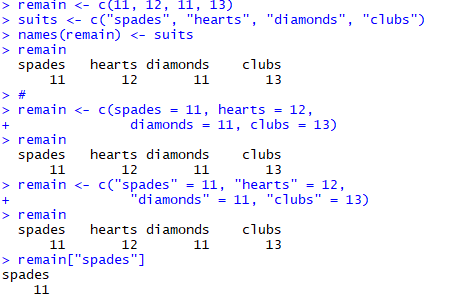 > remain <- c(11, 12, 11, 13)
> suits <- c("spades", "hearts", "diamonds", "clubs")
> names(remain) <- suits
> remain
  spades   hearts diamonds    clubs
      11       12       11       13
> #
> remain <- c(spades = 11, hearts = 12,
+             diamonds = 11, clubs = 13)
> remain
  spades   hearts diamonds    clubs
      11       12       11       13
> remain <- c("spades" = 11, "hearts" = 12,
+             "diamonds" = 11, "clubs" = 13)
> remain
  spades   hearts diamonds    clubs
      11       12       11       13
> remain["spades"]
spades
    11